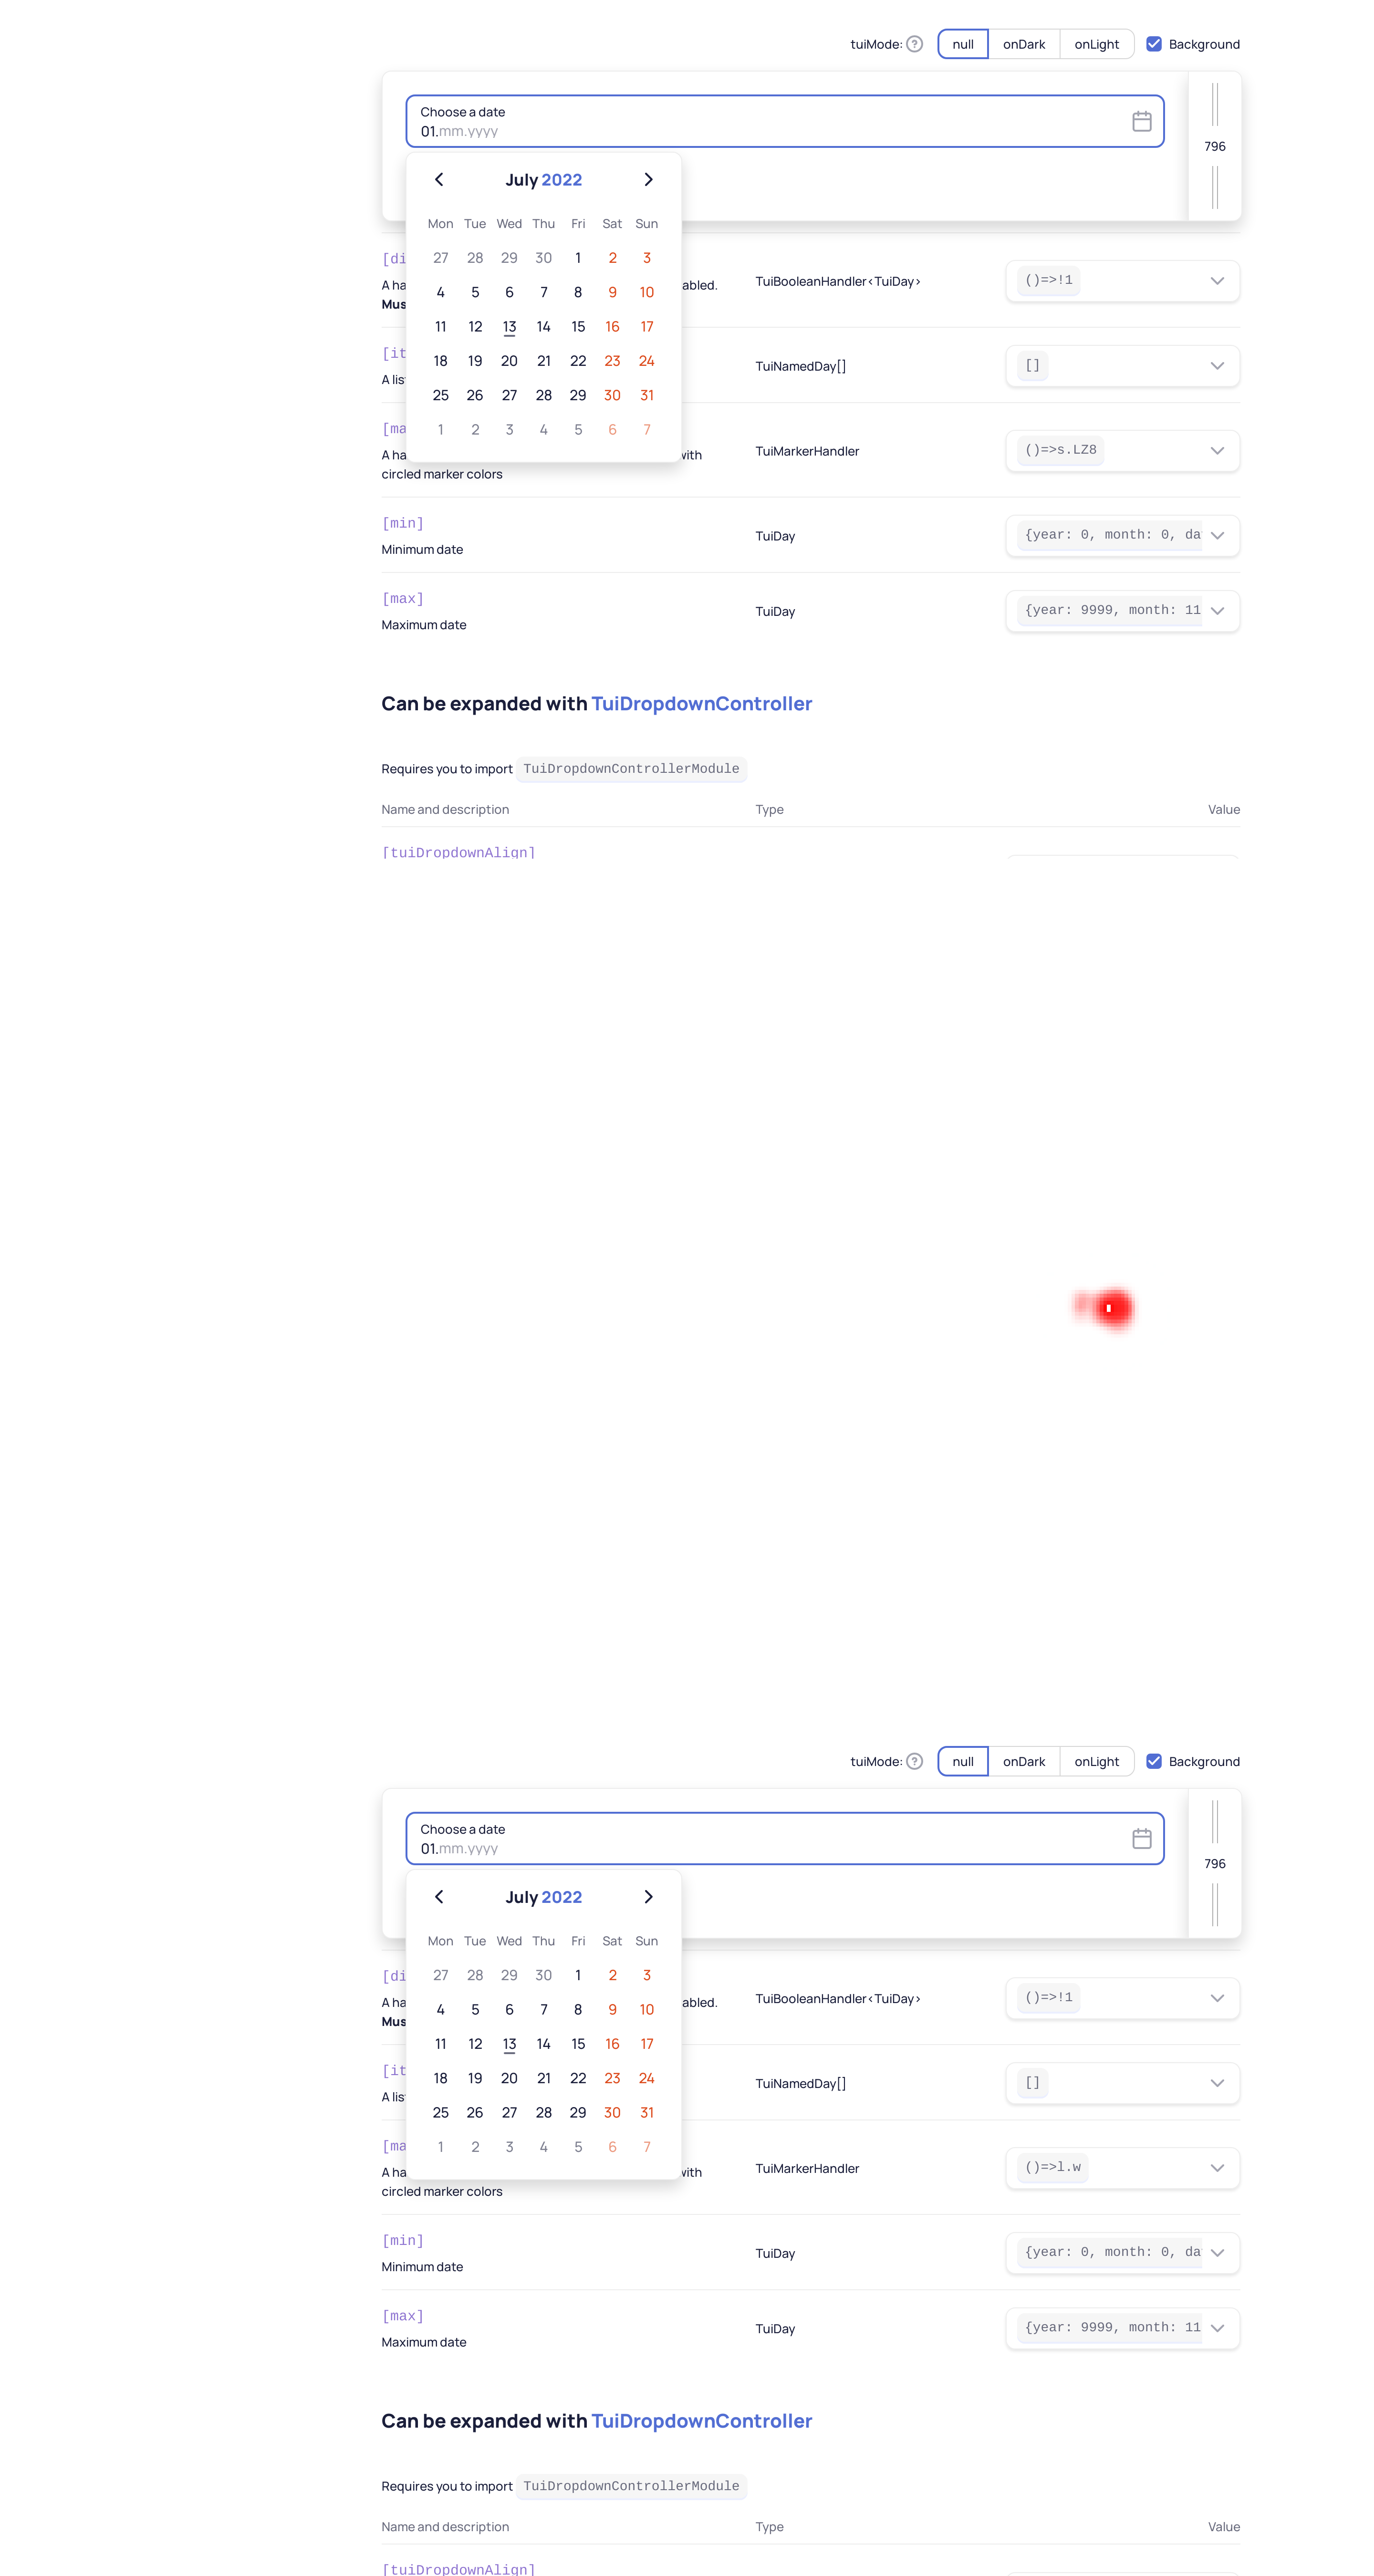 tuiMode: ? null onDark onLight Background
Choose a date
01.mm.yyyy
796
July 2022
Mon Tue Wed Thu Fri Sat Sun
27 28 29 30 1 2 3
4 5 6 7 8 9 10
11 12 13 14 15 16 17
18 19 20 21 22 23 24
25 26 27 28 29 30 31
1 2 3 4 5 6 7
[di
A ha abled.
Mus
TuiBooleanHandler<TuiDay>
()=>!1
[it
A lis
TuiNamedDay[]
[]
[ma
A ha with
circled marker colors
TuiMarkerHandler
()=>s.LZ8
[min]
Minimum date
TuiDay
{year: 0, month: 0, da
[max]
Maximum date
TuiDay
{year: 9999, month: 11
Can be expanded with TuiDropdownController
Requires you to import TuiDropdownControllerModule
Name and description Type Value
[tuiDropdownAlign]
tuiMode: ? null onDark onLight Background
Choose a date
01.mm.yyyy
796
July 2022
Mon Tue Wed Thu Fri Sat Sun
27 28 29 30 1 2 3
4 5 6 7 8 9 10
11 12 13 14 15 16 17
18 19 20 21 22 23 24
25 26 27 28 29 30 31
1 2 3 4 5 6 7
[di
A ha abled.
Mus
TuiBooleanHandler<TuiDay>
()=>!1
[it
A lis
TuiNamedDay[]
[]
[ma
A ha with
circled marker colors
TuiMarkerHandler
()=>l.w
[min]
Minimum date
TuiDay
{year: 0, month: 0, da
[max]
Maximum date
TuiDay
{year: 9999, month: 11
Can be expanded with TuiDropdownController
Requires you to import TuiDropdownControllerModule
Name and description Type Value
[tuiDropdownAlign]